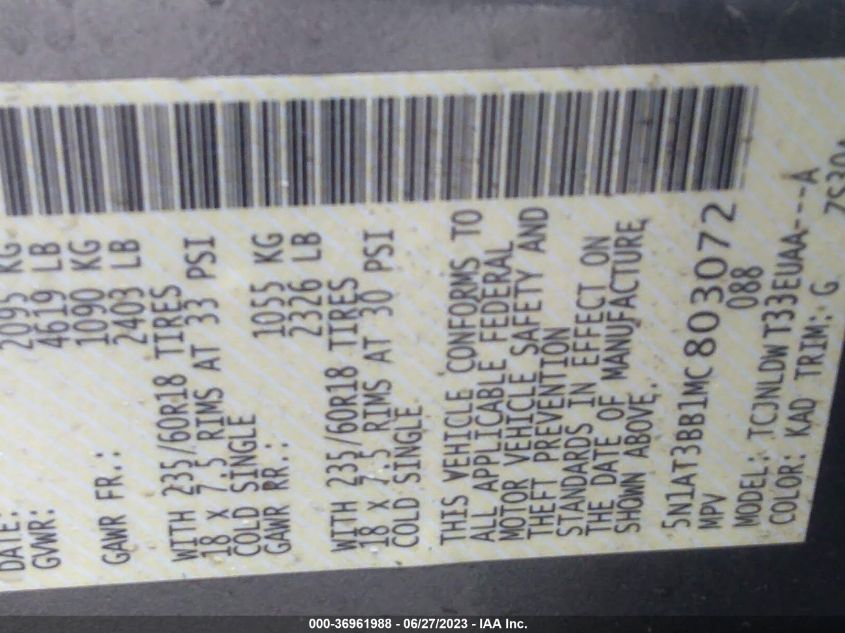 DATE:
GVWR: 2095 KG
4619 LB
GAWR FR.: 1090 KG
2403 LB
WITH 235/60R18 TIRES
18 X 7.5 RIMS AT 33 PSI
COLD SINGLE
GAWR RR.: 1055 KG
2326 LB
WITH 235/60R18 TIRES
18 X 7.5 RIMS AT 30 PSI
COLD SINGLE
THIS VEHICLE CONFORMS TO
ALL APPLICABLE FEDERAL
MOTOR VEHICLE SAFETY AND
THEFT PREVENTION
STANDARDS IN EFFECT ON
THE DATE OF MANUFACTURE
SHOWN ABOVE.
5N1AT3BB1MC803072
MPV 088
MODEL: TCJNLDWT33EUAA---A
COLOR: KAD TRIM: G
000-36961988 - 06/27/2023 - IAA Inc.